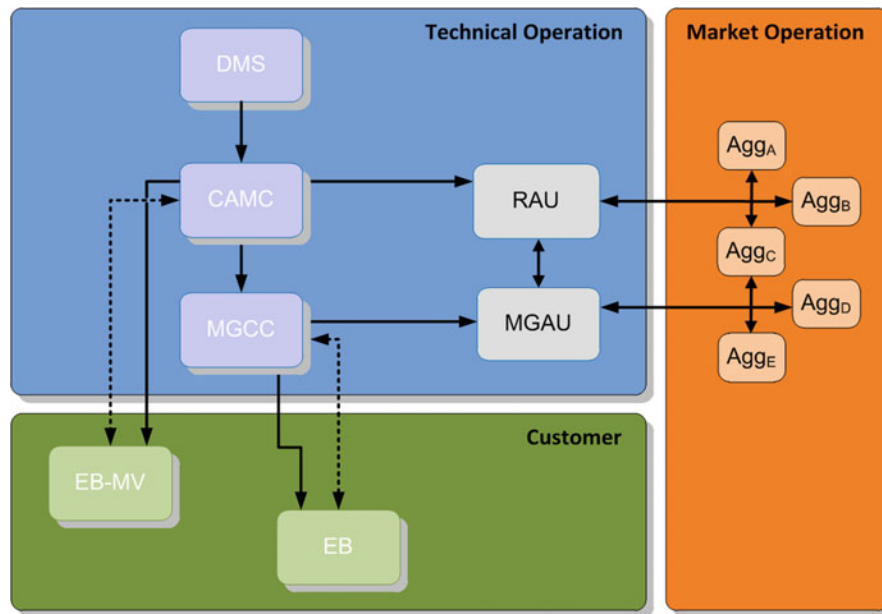 Technical Operation
Market Operation
DMS
AggA
CAMC
RAU
AggB
AggC
MGCC
MGAU
AggD
AggE
Customer
EB-MV
EB